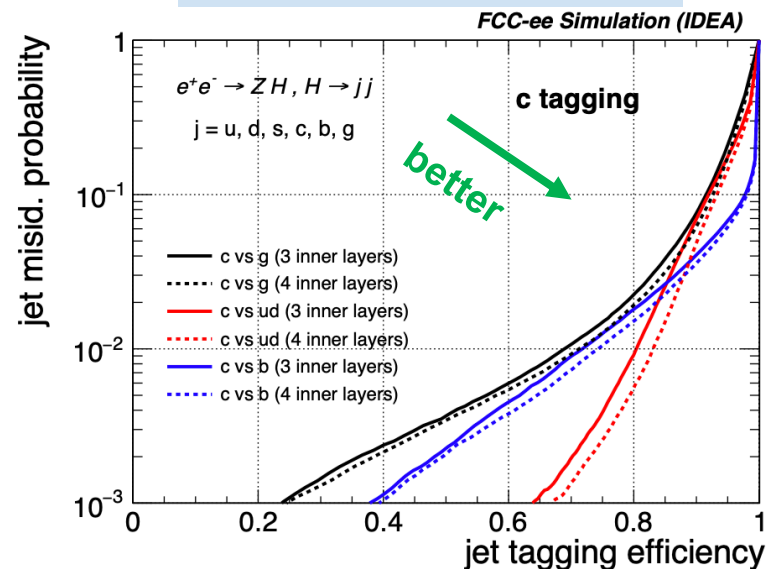 FCC-ee Simulation (IDEA)
jet misid. probability
1
10⁻¹
10⁻²
10⁻³
e⁺e⁻ → Z H , H → j j
j = u, d, s, c, b, g
c tagging
better
c vs g (3 inner layers)
c vs g (4 inner layers)
c vs ud (3 inner layers)
c vs ud (4 inner layers)
c vs b (3 inner layers)
c vs b (4 inner layers)
0 0.2 0.4 0.6 0.8 1
jet tagging efficiency